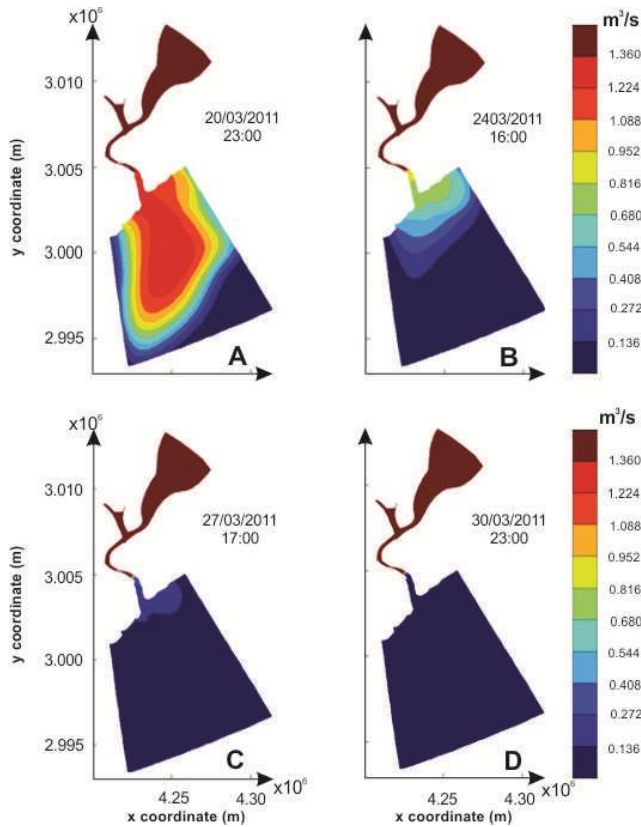 x10⁶
m³/s
3.010
3.005
3.000
2.995
y coordinate (m)
20/03/2011
23:00
A
2403/2011
16:00
B
1.360
1.224
1.088
0.952
0.816
0.680
0.544
0.408
0.272
0.136
x10⁶
m³/s
3.010
3.005
3.000
2.995
y coordinate (m)
27/03/2011
17:00
C
30/03/2011
23:00
D
1.360
1.224
1.088
0.952
0.816
0.680
0.544
0.408
0.272
0.136
4.25
4.30
x10⁶
4.25
4.30
x10⁶
x coordinate (m)
x coordinate (m)